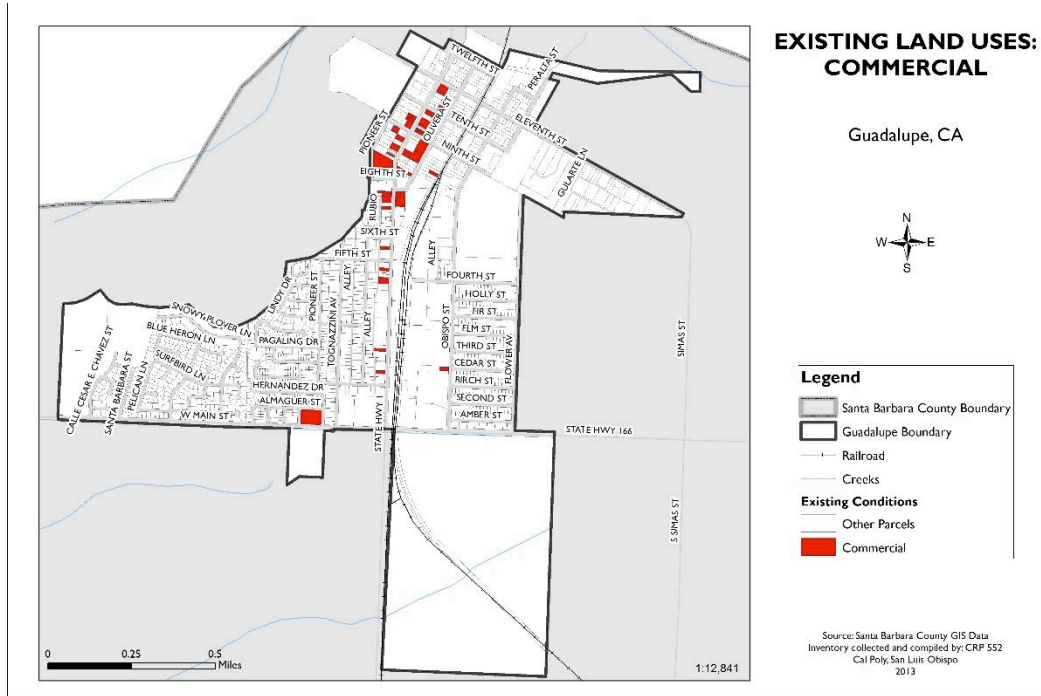 EXISTING LAND USES:
COMMERCIAL
Guadalupe, CA
N
W
E
S
Legend
Santa Barbara County Boundary
Guadalupe Boundary
Railroad
Creeks
Existing Conditions
Other Parcels
Commercial
Source: Santa Barbara County GIS Data
Inventory collected and compiled by: CRP 552
Cal Poly, San Luis Obispo
2013
TWELFTH ST
PERALTA ST
OLIVERA ST
PIONEER ST
TENTH ST
ELEVENTH ST
NINTH ST
GULARTE LN
EIGHTH ST
RUBIO
SIXTH ST
FIFTH ST
ALLEY
FOURTH ST
LINDY DR
PIONEER ST
ALLEY
TOGNAZZINI AV
ALLEY
HOLLY ST
FIR ST
ELM ST
THIRD ST
CEDAR ST
BIRCH ST
SECOND ST
AMBER ST
OBISPO ST
FLOWER AV
SIMAS ST
SNOWY PLOVER LN
BLUE HERON LN
PAGALING DR
SURFBIRD LN
HERNANDEZ DR
ALMAGUER ST
W MAIN ST
CALLE CESAR E CHAVEZ ST
SANTA BARBARA ST
PELICAN LN
STATE HWY 1
STATE HWY 166
S SIMAS ST
0 0.25 0.5
Miles
1:12,841